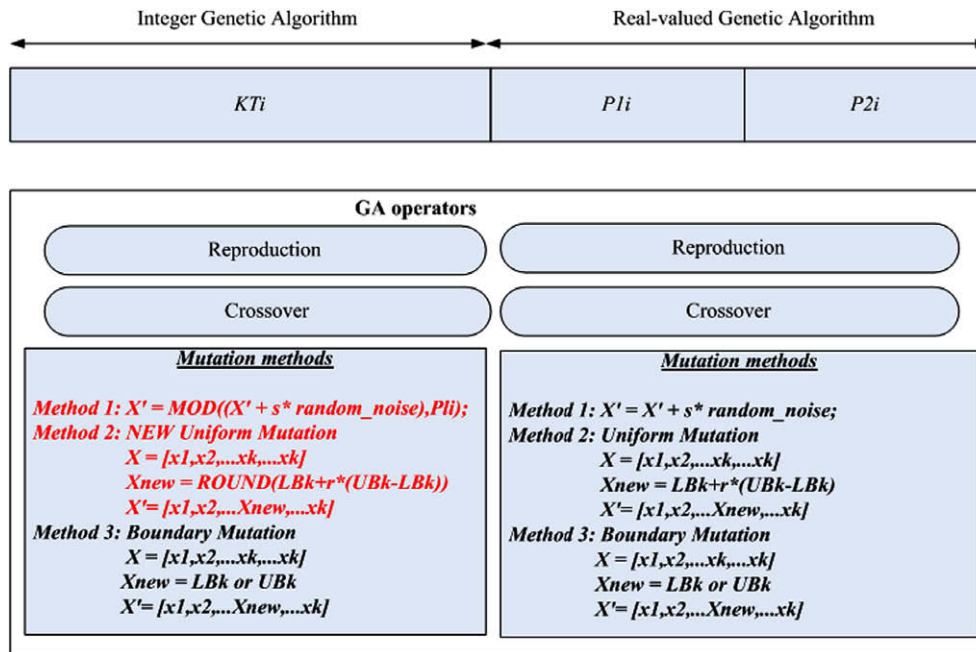 Integer Genetic Algorithm
Real-valued Genetic Algorithm
KTi
P1i
P2i
GA operators
Reproduction
Crossover
Mutation methods
Method 1: X' = MOD((X' + s* random_noise),Pli);
Method 2: NEW Uniform Mutation
X = [x1,x2,...xk,...xk]
Xnew = ROUND(LBk+r*(UBk-LBk))
X'= [x1,x2,...Xnew,...xk]
Method 3: Boundary Mutation
X = [x1,x2,...xk,...xk]
Xnew = LBk or UBk
X'= [x1,x2,...Xnew,...xk]
Reproduction
Crossover
Mutation methods
Method 1: X' = X' + s* random_noise;
Method 2: Uniform Mutation
X = [x1,x2,...xk,...xk]
Xnew = LBk+r*(UBk-LBk)
X'= [x1,x2,...Xnew,...xk]
Method 3: Boundary Mutation
X = [x1,x2,...xk,...xk]
Xnew = LBk or UBk
X'= [x1,x2,...Xnew,...xk]